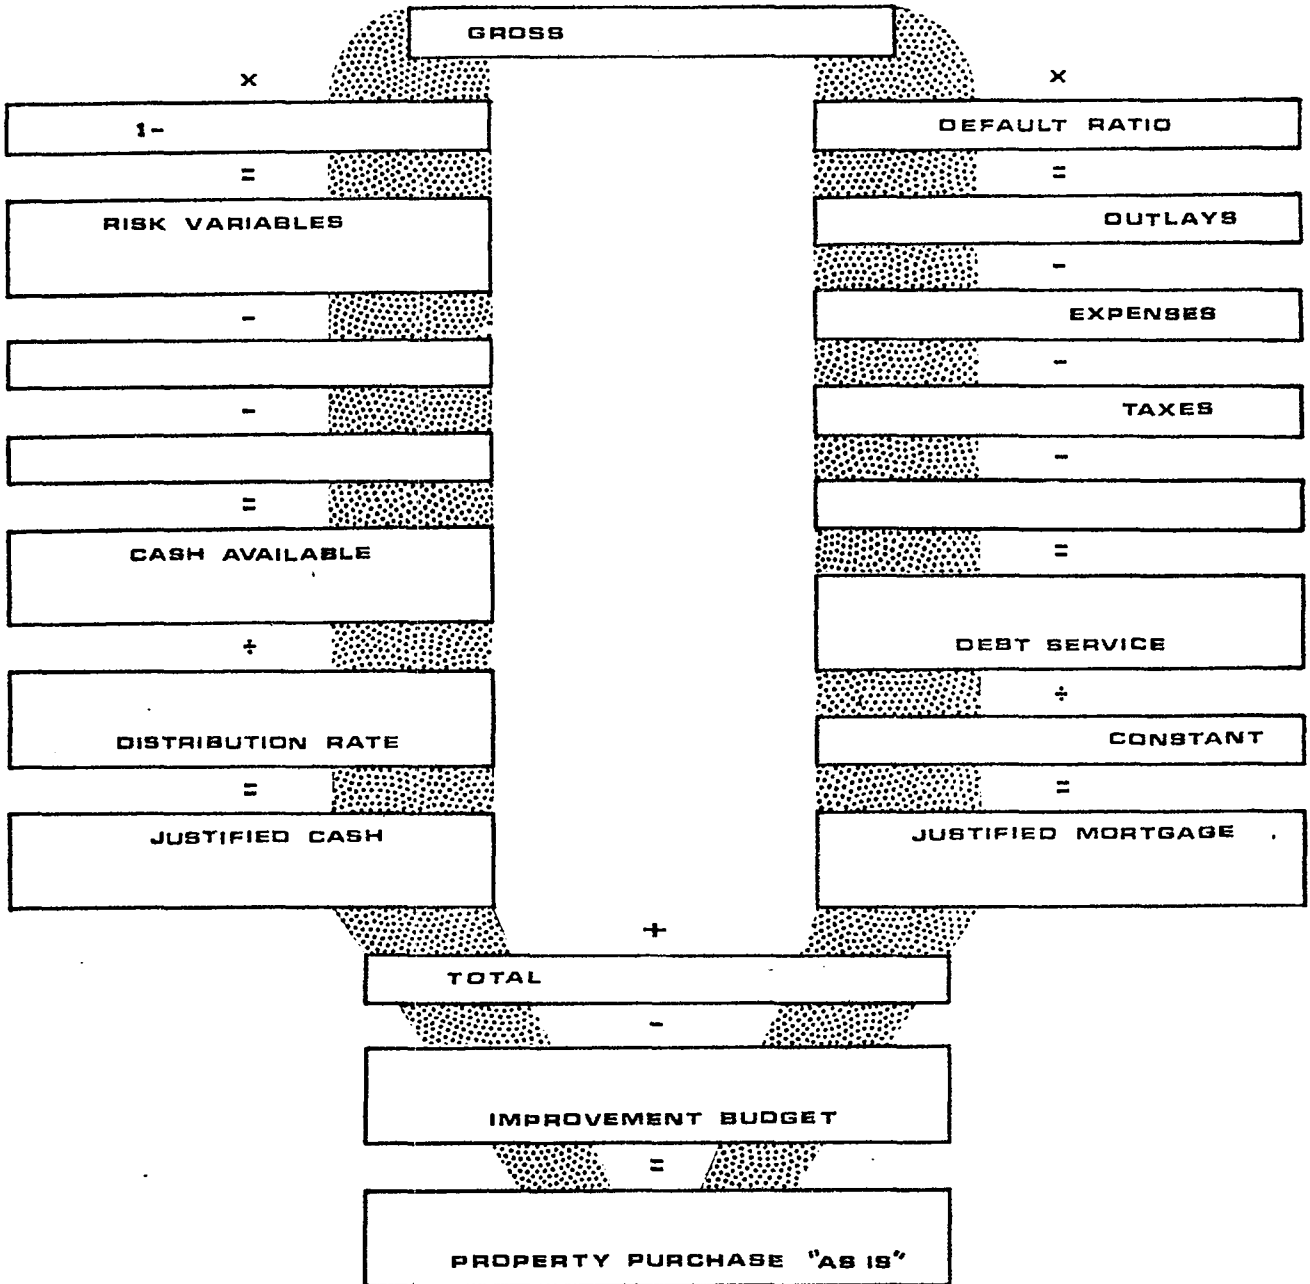 GROSS
×
1-
=
RISK VARIABLES
-
-
=
CASH AVAILABLE
÷
DISTRIBUTION RATE
=
JUSTIFIED CASH
×
DEFAULT RATIO
=
OUTLAYS
-
EXPENSES
-
TAXES
-
=
DEBT SERVICE
÷
CONSTANT
=
JUSTIFIED MORTGAGE
+
TOTAL
-
IMPROVEMENT BUDGET
=
PROPERTY PURCHASE "AS IS"